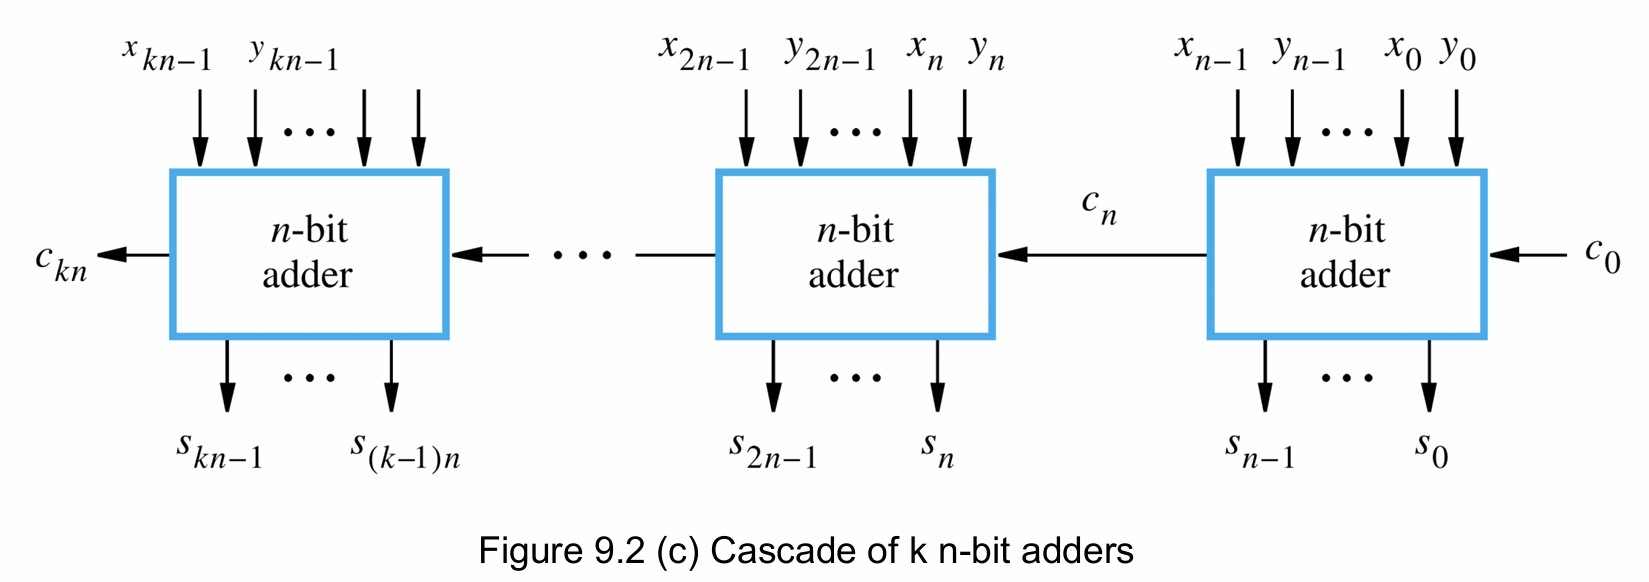 x_{kn−1} y_{kn−1} x_{2n−1} y_{2n−1} x_n y_n x_{n−1} y_{n−1} x_0 y_0
... ... ...
c_n
n-bit n-bit n-bit
c_{kn} adder ... adder adder c_0
... ... ...
s_{kn−1} s_{(k−1)n} s_{2n−1} s_n s_{n−1} s_0
Figure 9.2 (c) Cascade of k n-bit adders